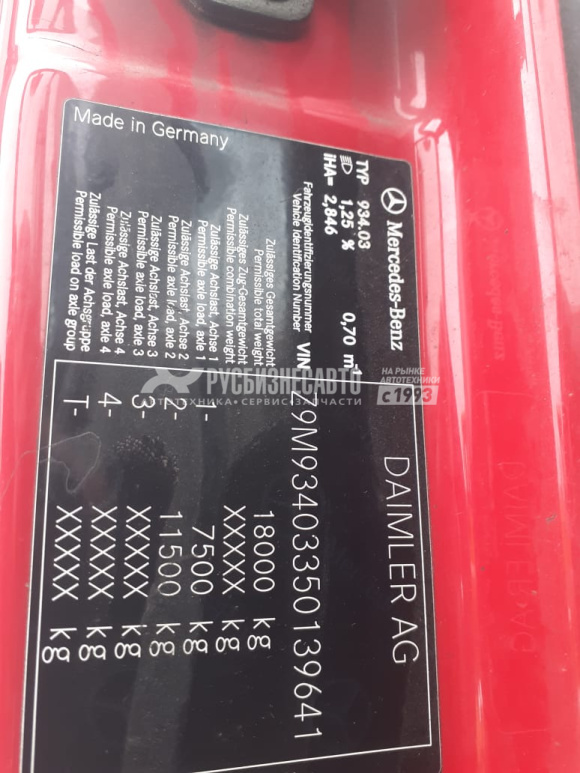 Mercedes-Benz
DAIMLER AG
TYP 934.03
1,25 % 0,70 m-1
iHA= 2,846
Fahrzeugidentifizierungsnummer
Vehicle Identification Number VIN Z9M93403350139641
Zulässiges Gesamtgewicht
Permissible total weight 18000 kg
Zulässiges Zug-Gesamtgewicht
Permissible combination weight XXXXX kg
Zulässige Achslast, Achse 1
Permissible axle load, axle 1 1- 7500 kg
Zulässige Achslast, Achse 2
Permissible axle load, axle 2 2- 11500 kg
Zulässige Achslast, Achse 3
Permissible axle load, axle 3 3- XXXXX kg
Zulässige Achslast, Achse 4
Permissible axle load, axle 4 4- XXXXX kg
Zulässige Last der Achsgruppe
Permissible load on axle group T- XXXXX kg
Made in Germany
РУСБИЗНЕСАВТО
АВТОТЕХНИКА•СЕРВИС•ЗАПЧАСТИ
НА РЫНКЕ
АВТОТЕХНИКИ
с 1993